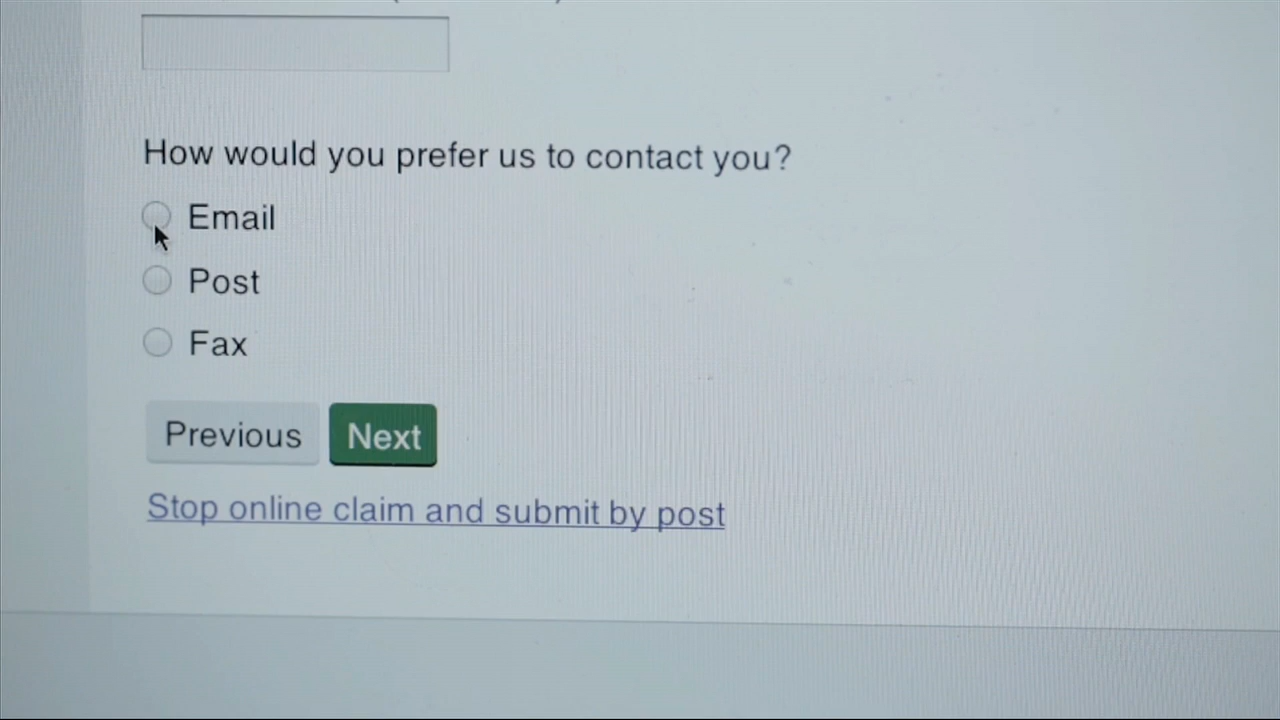 How would you prefer us to contact you?
Email
Post
Fax
Previous Next
Stop online claim and submit by post